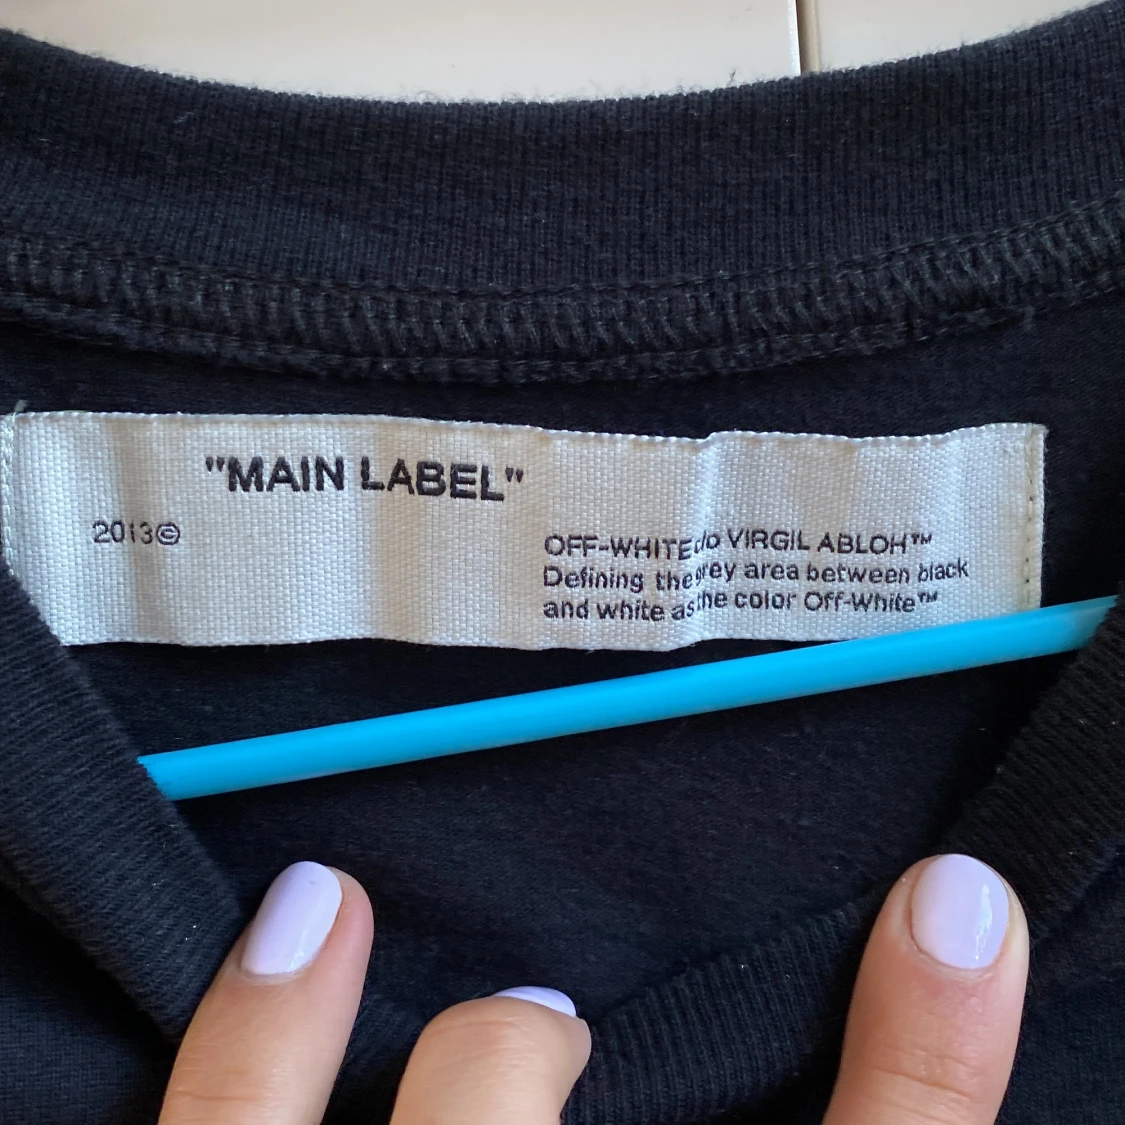 "MAIN LABEL"
2013©
OFF-WHITE c/o VIRGIL ABLOH™
Defining the grey area between black
and white as the color Off-White™